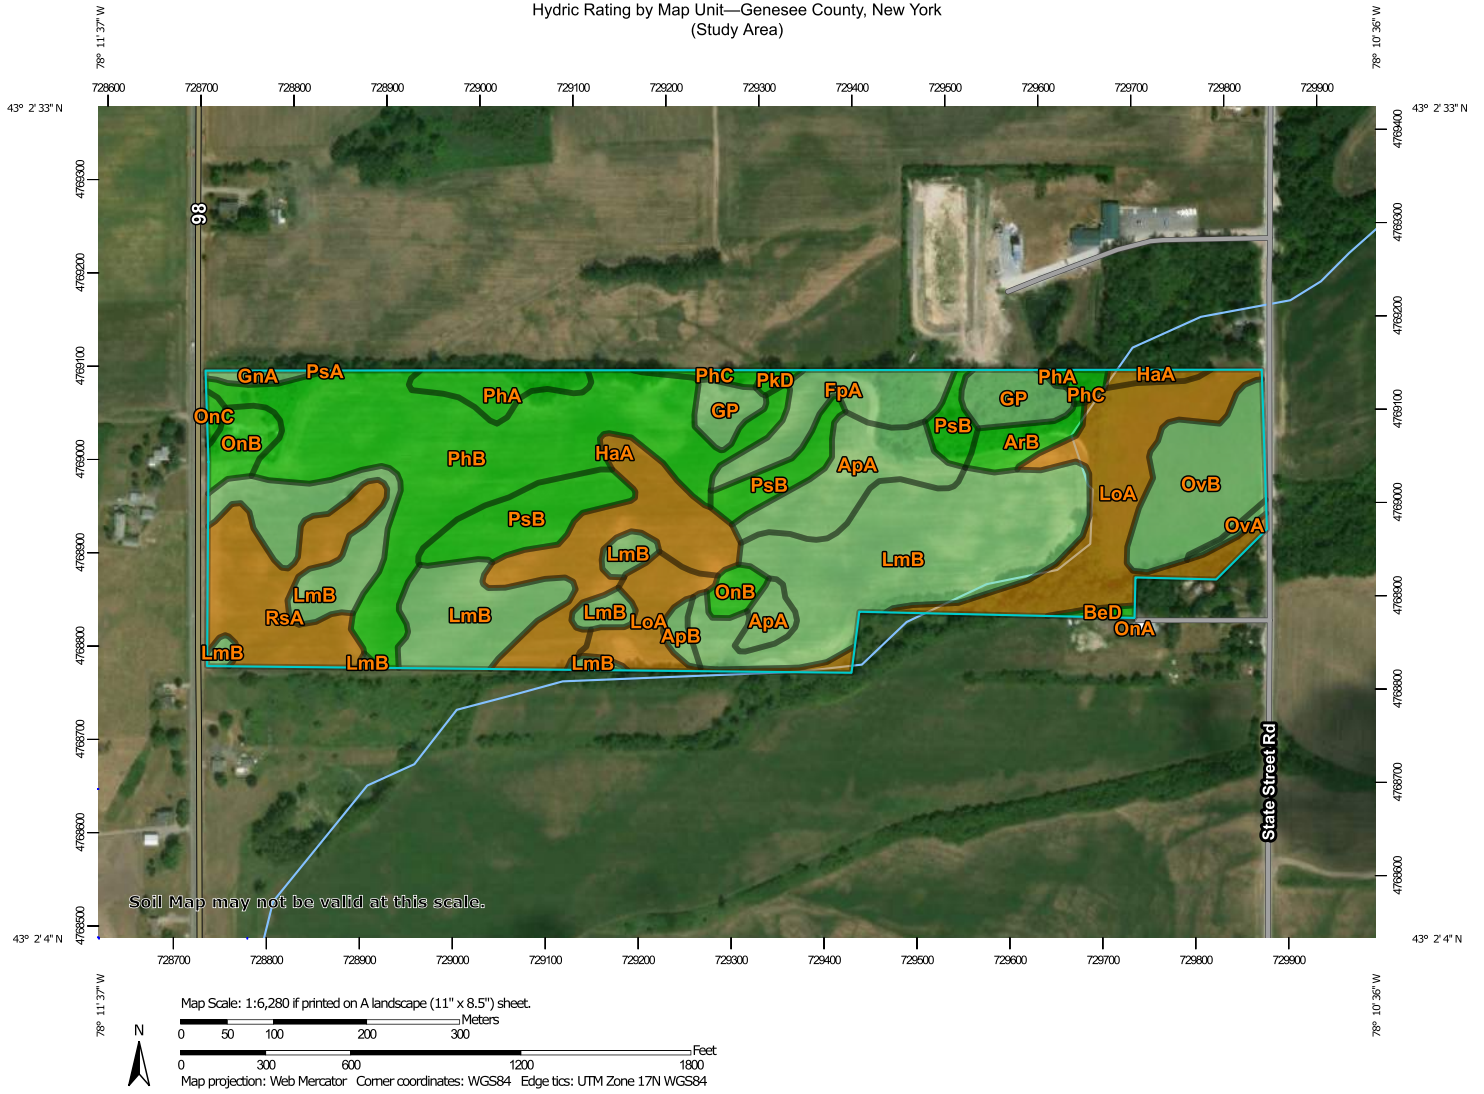 Hydric Rating by Map Unit—Genesee County, New York
(Study Area)
78° 11' 37" W
78° 10' 36" W
728600 728700 728800 728900 729000 729100 729200 729300 729400 729500 729600 729700 729800 729900
43° 2' 33" N
43° 2' 33" N
4769300
4769200
4769100
4769000
4768900
4768800
4768700
4768600
4768500
4769400
4769300
4769200
4769100
4769000
4768900
4768800
4768700
4768600
98
GnA PsA PhC PkD FpA PhA HaA
PhA GP GP PhC
OnC OnB PsB ArB
PhB HaA ApA
PsB LoA OvB
PsB OvA
LmB LmB
LmB OnB
RsA LmB LmB LoA ApB ApA BeD
OnA
LmB LmB LmB
State Street Rd
Soil Map may not be valid at this scale.
43° 2' 4" N
43° 2' 4" N
728700 728800 728900 729000 729100 729200 729300 729400 729500 729600 729700 729800 729900
78° 11' 37" W
78° 10' 36" W
Map Scale: 1:6,280 if printed on A landscape (11" x 8.5") sheet.
Meters
0 50 100 200 300
Feet
0 300 600 1200 1800
N
Map projection: Web Mercator Corner coordinates: WGS84 Edge tics: UTM Zone 17N WGS84